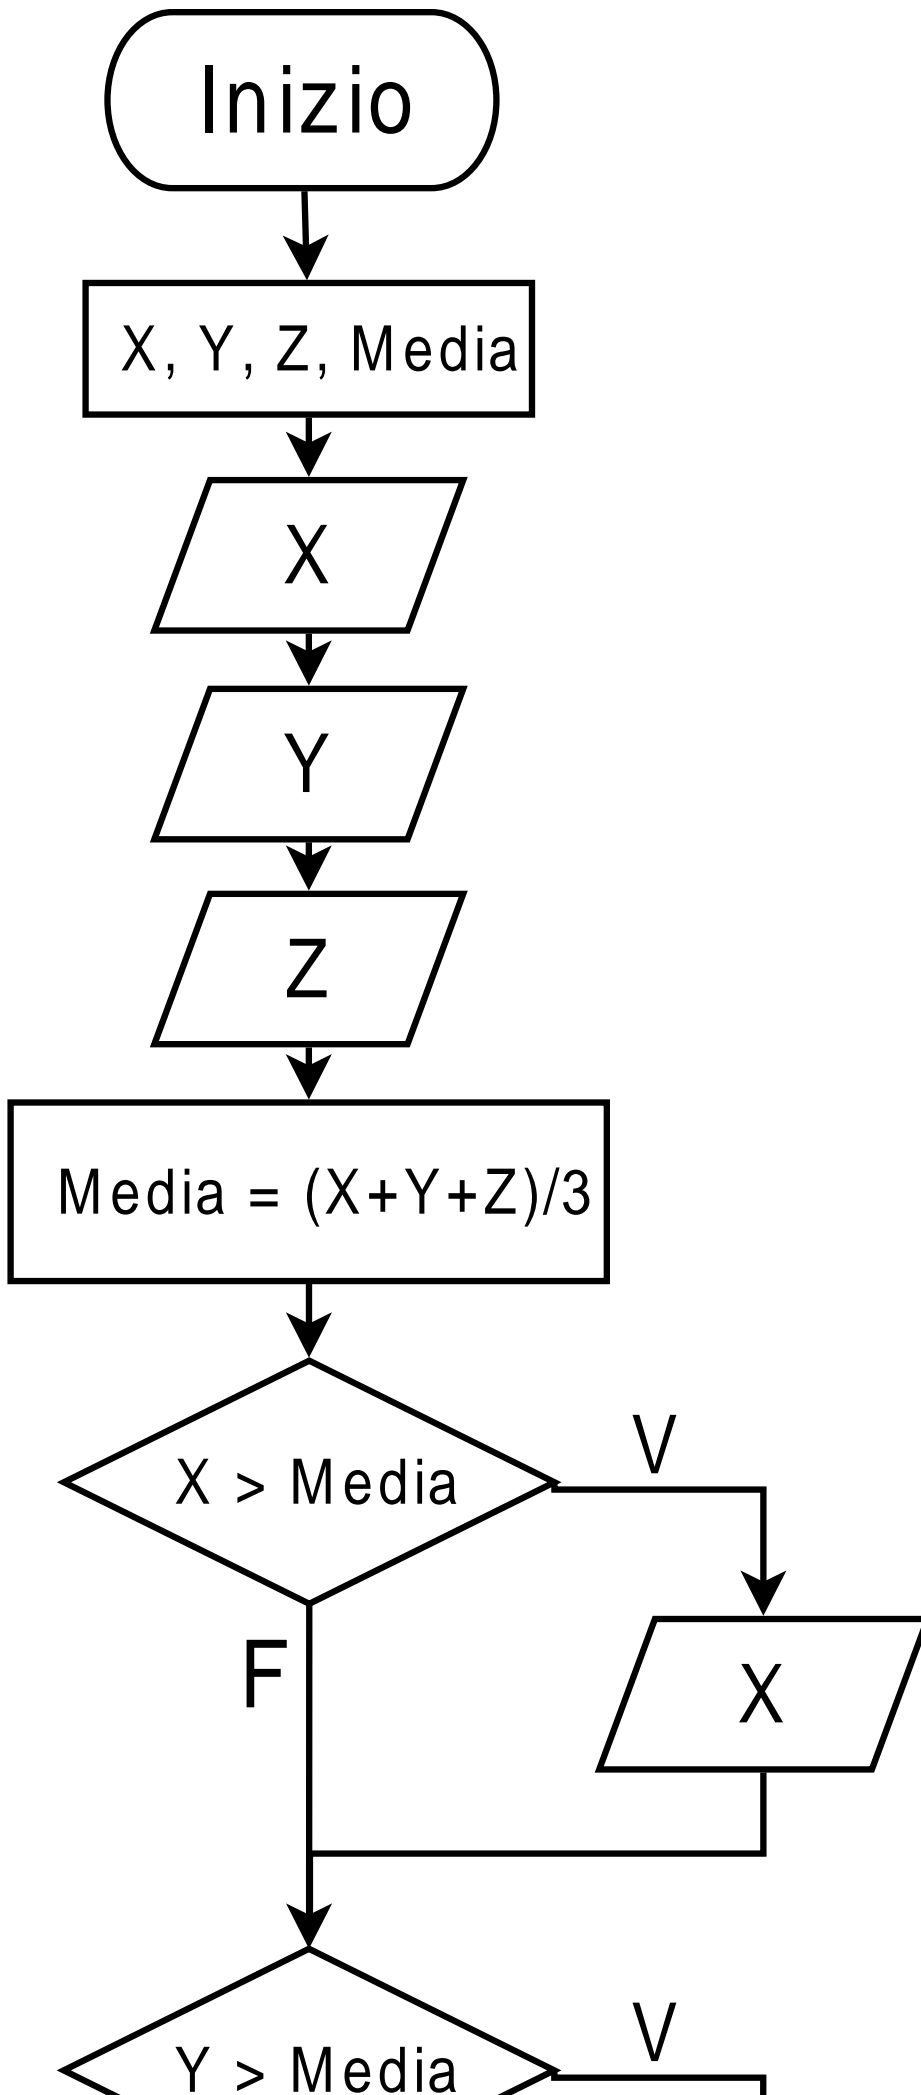 Inizio
X, Y, Z, Media
X
Y
Z
Media = (X+Y+Z)/3
X > Media
V
F
X
Y > Media
V